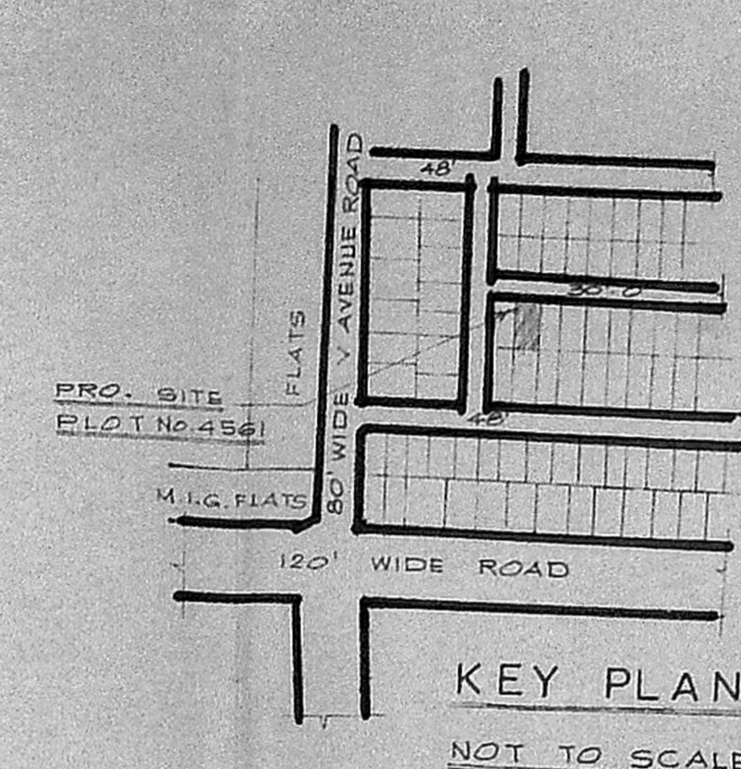 48'
80' WIDE V AVENUE ROAD
FLATS
30'-0"
PRO. SITE
PLOT No. 4561
48'
M.I.G. FLATS
120' WIDE ROAD
KEY PLAN
NOT TO SCALE